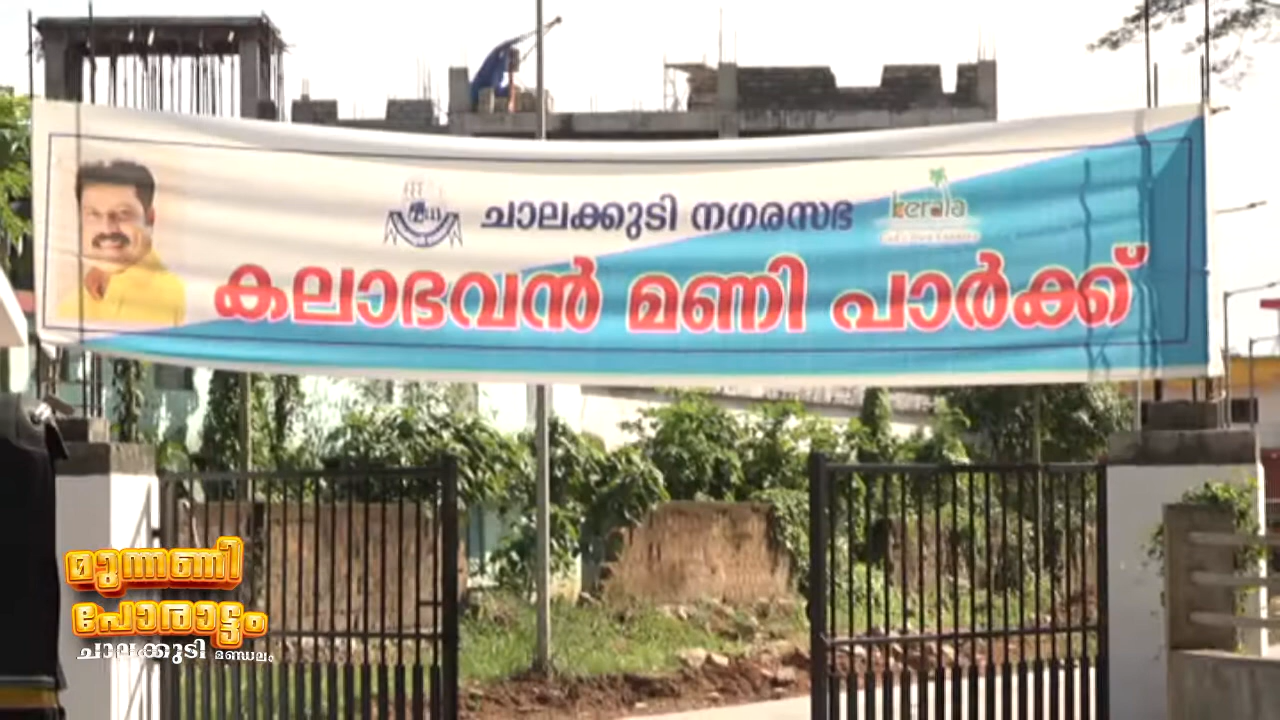 ചാലക്കുടി നഗരസഭ
kerala
കലാഭവൻ മണി പാർക്ക്
മുന്നണി
പോരാട്ടം
ചാലക്കുടി മണ്ഡലം